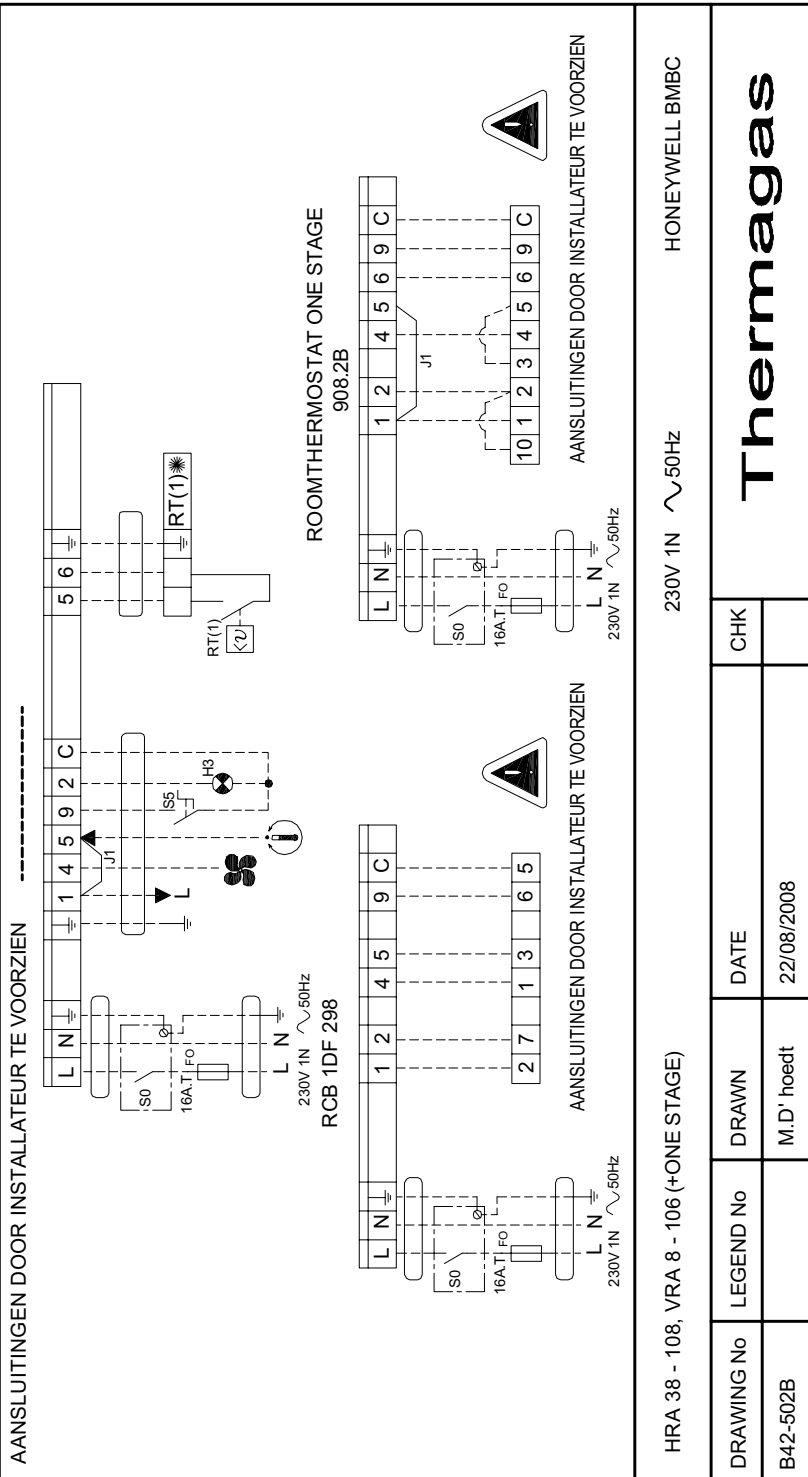 AANSLUITINGEN DOOR INSTALLATEUR TE VOORZIEN
L N
1 4 5 9 2 C
5 6
J1
L
S5
H3
RT(1)
RT(1)
S0
16A.T FO
L N
230V 1N 50Hz
RCB 1DF 298
L N
1 2 4 5 9 C
S0
16A.T FO
L N
230V 1N 50Hz
2 7 1 3 6 5
AANSLUITINGEN DOOR INSTALLATEUR TE VOORZIEN
ROOMTHERMOSTAT ONE STAGE
908.2B
L N
1 2 4 5 6 9 C
J1
S0
16A.T FO
L N
230V 1N 50Hz
10 1 2 3 4 5 6 9 C
AANSLUITINGEN DOOR INSTALLATEUR TE VOORZIEN
HRA 38 - 108, VRA 8 - 106 (+ONE STAGE)
230V 1N 50Hz
HONEYWELL BMBC
DRAWING No LEGEND No DRAWN DATE CHK
B42-502B M.D' hoedt 22/08/2008
Thermagas